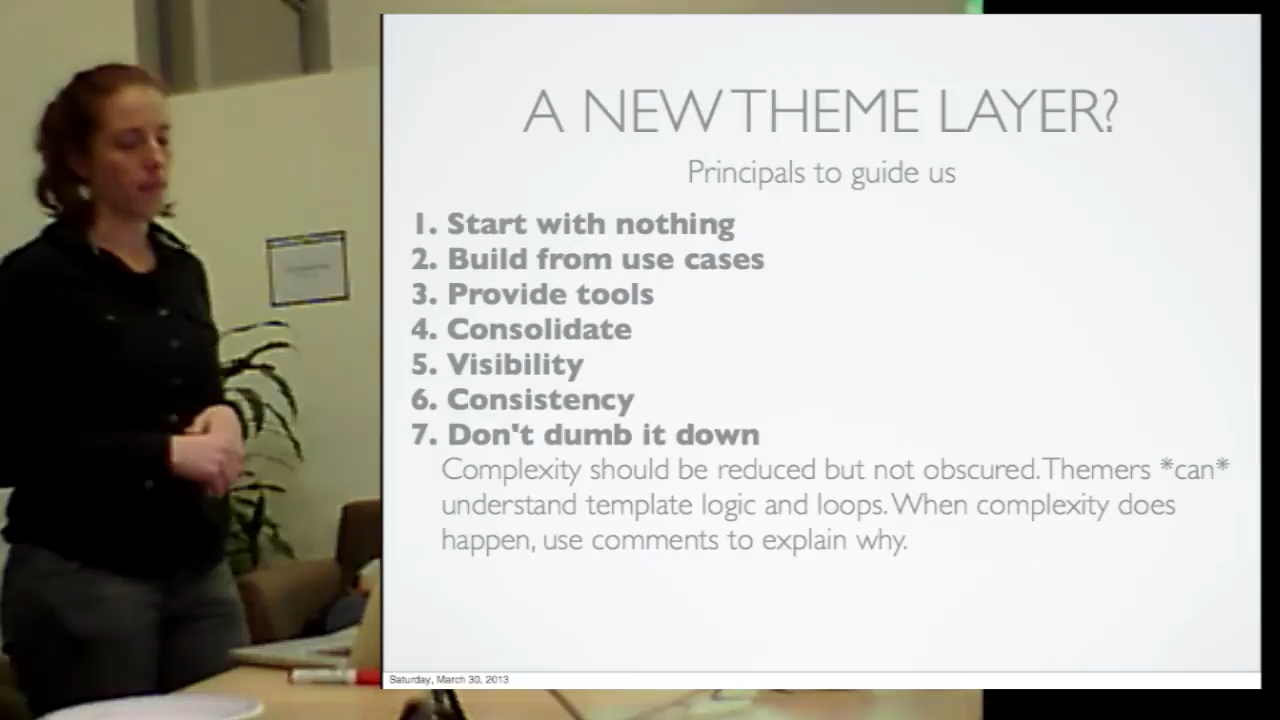 A NEW THEME LAYER?
Principals to guide us
1. Start with nothing
2. Build from use cases
3. Provide tools
4. Consolidate
5. Visibility
6. Consistency
7. Don't dumb it down
Complexity should be reduced but not obscured. Themers *can*
understand template logic and loops. When complexity does
happen, use comments to explain why.
Saturday, March 30, 2013